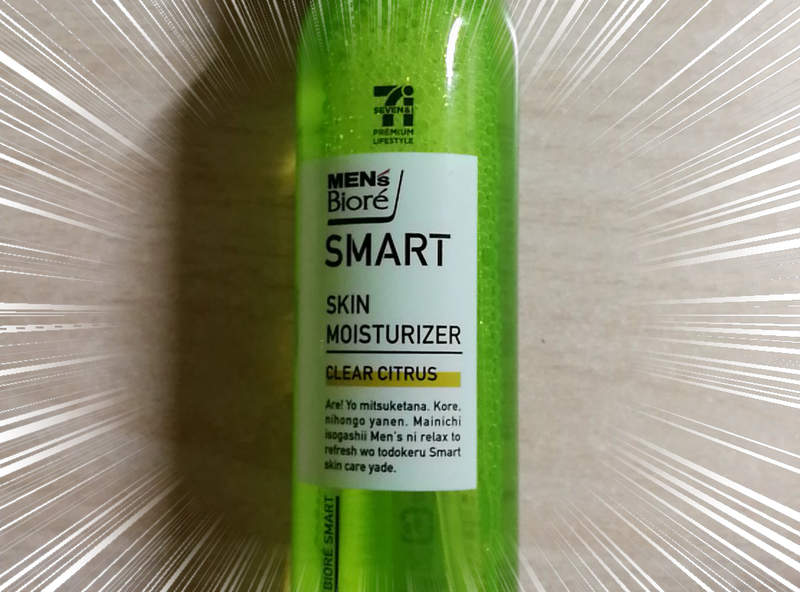 7i
SEVEN&i
PREMIUM
LIFESTYLE
MEN's
Bioré
SMART
SKIN
MOISTURIZER
CLEAR CITRUS
Are! Yo mitsuketana. Kore,
nihongo yanen. Mainichi
isogashii Men's ni relax to
refresh wo todokeru Smart
skin care yade.
BIORÉ SMART